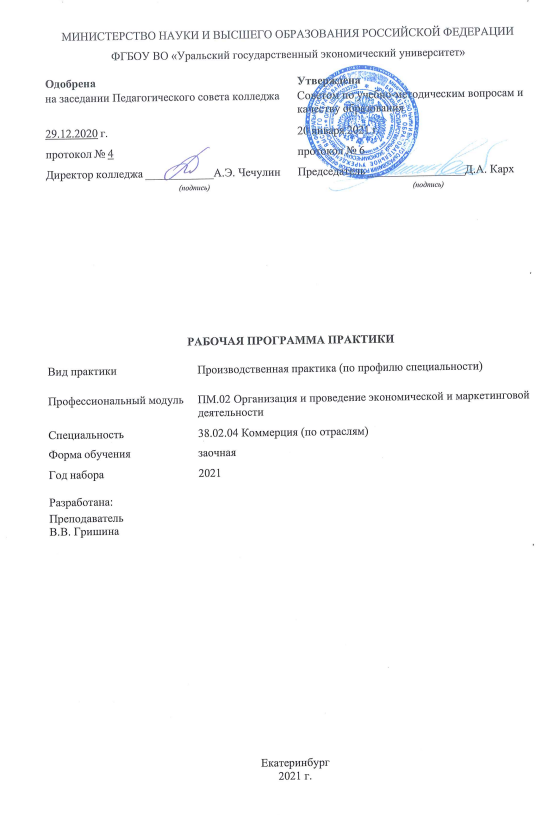 МИНИСТЕРСТВО НАУКИ И ВЫСШЕГО ОБРАЗОВАНИЯ РОССИЙСКОЙ ФЕДЕРАЦИИ
ФГБОУ ВО «Уральский государственный экономический университет»
Одобрена
на заседании Педагогического совета колледжа
29.12.2020 г.
протокол № 4
Директор колледжа ____________А.Э. Чечулин
(подпись)
Утверждена
Советом по учебно-методическим вопросам и
качеству образования
20 января 2021 г.
протокол № 6
Председатель ________________Д.А. Карх
(подпись)
РАБОЧАЯ ПРОГРАММА ПРАКТИКИ
Вид практики Производственная практика (по профилю специальности)
Профессиональный модуль ПМ.02 Организация и проведение экономической и маркетинговой
деятельности
Специальность 38.02.04 Коммерция (по отраслям)
Форма обучения заочная
Год набора 2021
Разработана:
Преподаватель
В.В. Гришина
Екатеринбург
2021 г.